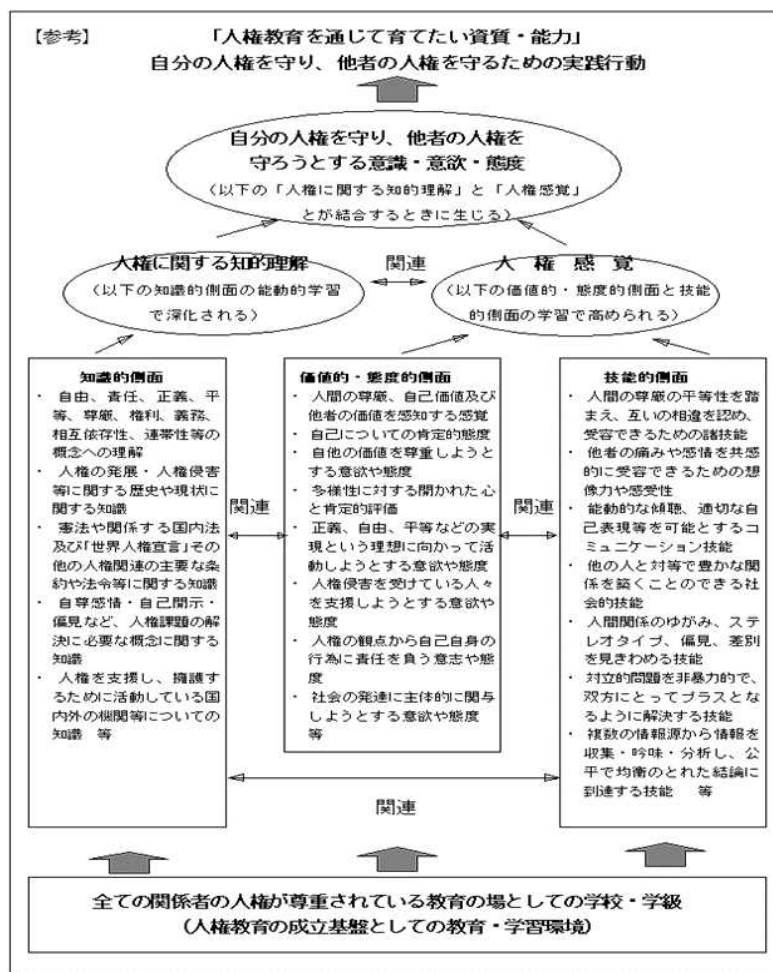 【参考】 「人権教育を通じて育てたい資質・能力」
自分の人権を守り、他者の人権を守るための実践行動
自分の人権を守り、他者の人権を
守ろうとする意識・意欲・態度
(以下の「人権に関する知的理解」と「人権感覚」
とが結合するときに生じる)
人権に関する知的理解
(以下の知識的側面の能動的学習
で深化される)
関連
人 権 感 覚
(以下の価値的・態度的側面と技能
的側面の学習で高められる)
知識的側面
・ 自由、責任、正義、平
等、尊厳、権利、義務、
相互依存性、連帯性等の
概念への理解
・ 人権の発展・人権侵害
等に関する歴史や現状に
関する知識
・ 憲法や関係する国内法
及び「世界人権宣言」その
他の人権関連の主要な条
約や法令等に関する知識
・ 自尊感情・自己開示・
偏見など、人権課題の解
決に必要な概念に関する
知識
・ 人権を支援し、擁護す
るために活動している国
内外の機関等についての
知識 等
関連
価値的・態度的側面
・ 人間の尊厳、自己価値及び
他者の価値を感知する感覚
・ 自己についての肯定的態度
・ 自他の価値を尊重しようと
する意欲や態度
・ 多様性に対する開かれた心
と肯定的評価
・ 正義、自由、平等などの実
現という理想に向かって活
動しようとする意欲や態度
・ 人権侵害を受けている人々
を支援しようとする意欲や
態度
・ 人権の観点から自己自身の
行為に責任を負う意志や態
度
・ 社会の発達に主体的に関与
しようとする意欲や態度
等
関連
技能的側面
・ 人間の尊厳の平等性を踏
まえ、互いの相違を認め、
受容できるための諸技能
・ 他者の痛みや感情を共感
的に受容できるための想
像力や感受性
・ 能動的な傾聴、適切な自
己表現等を可能とするコ
ミュニケーション技能
・ 他の人と対等で豊かな関
係を築くことのできる社
会的技能
・ 人間関係のゆがみ、ステ
レオタイプ、偏見、差別
を見きわめる技能
・ 対立的問題を非暴力的で、
双方にとってプラスとな
るように解決する技能
・ 複数の情報源から情報を
収集・吟味・分析し、公
平で均衡のとれた結論に
到達する技能 等
関連
全ての関係者の人権が尊重されている教育の場としての学校・学級
(人権教育の成立基盤としての教育・学習環境)